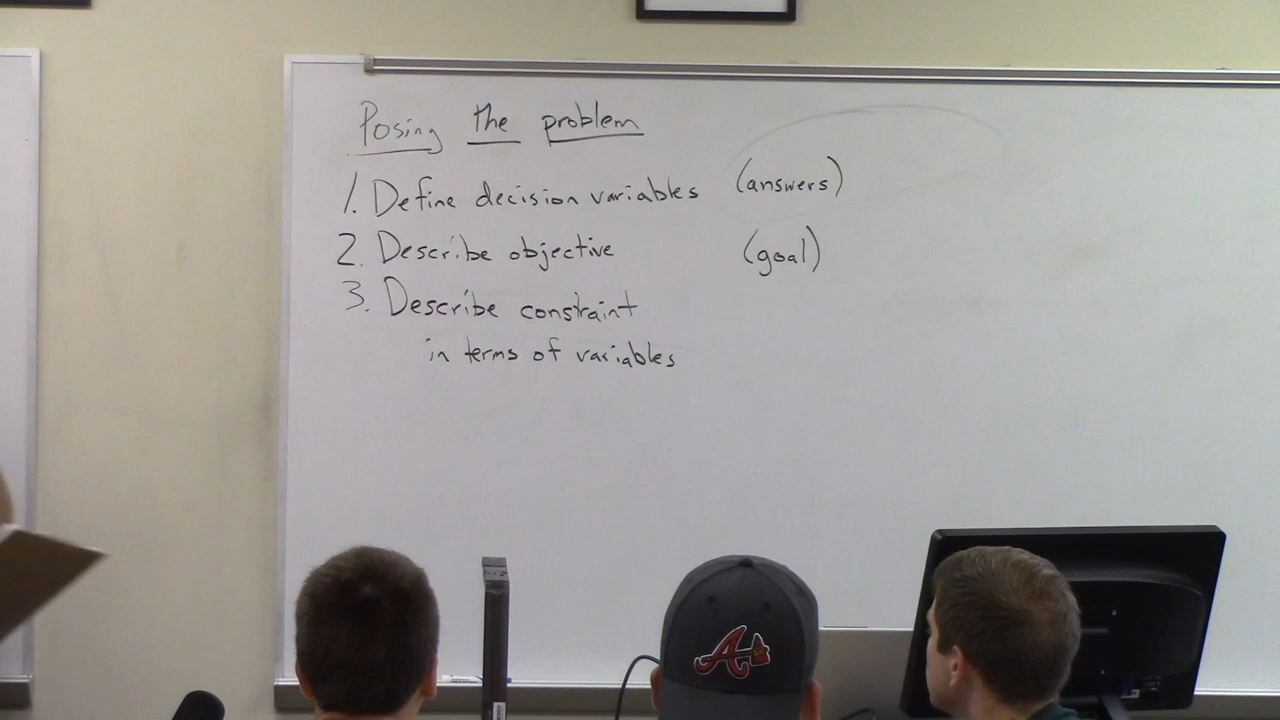 Posing the problem
1. Define decision variables (answers)
2. Describe objective (goal)
3. Describe constraint
in terms of variables
A